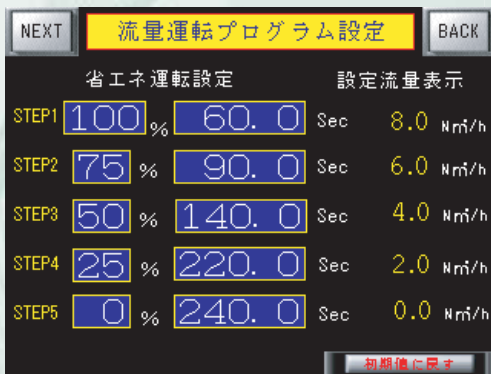 NEXT 流量運転プログラム設定 BACK
省エネ運転設定 設定流量表示
STEP1 100 % 60. 0 Sec 8.0 Nm³/h
STEP2 75 % 90. 0 Sec 6.0 Nm³/h
STEP3 50 % 140. 0 Sec 4.0 Nm³/h
STEP4 25 % 220. 0 Sec 2.0 Nm³/h
STEP5 0 % 240. 0 Sec 0.0 Nm³/h
初期値に戻す